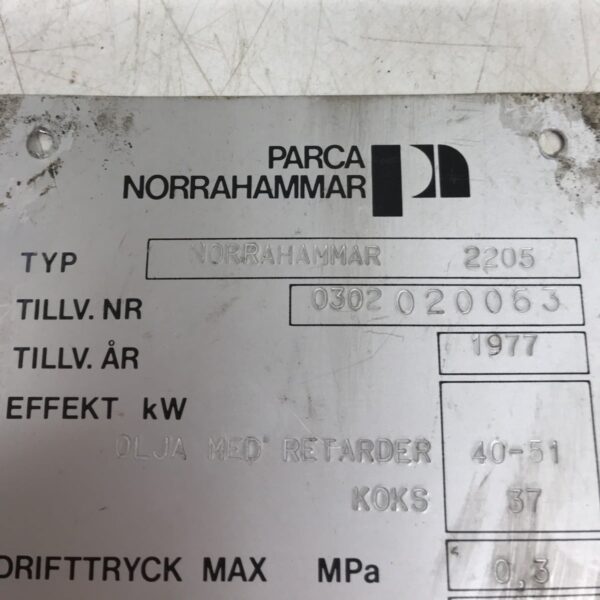 PARCA
NORRAHAMMAR
TYP NORRAHAMMAR 2205
TILLV. NR 0302 020063
TILLV. ÅR 1977
EFFEKT kW
OLJA MED RETARDER 40-51
KOKS 37
DRIFTTRYCK MAX MPa 0,3